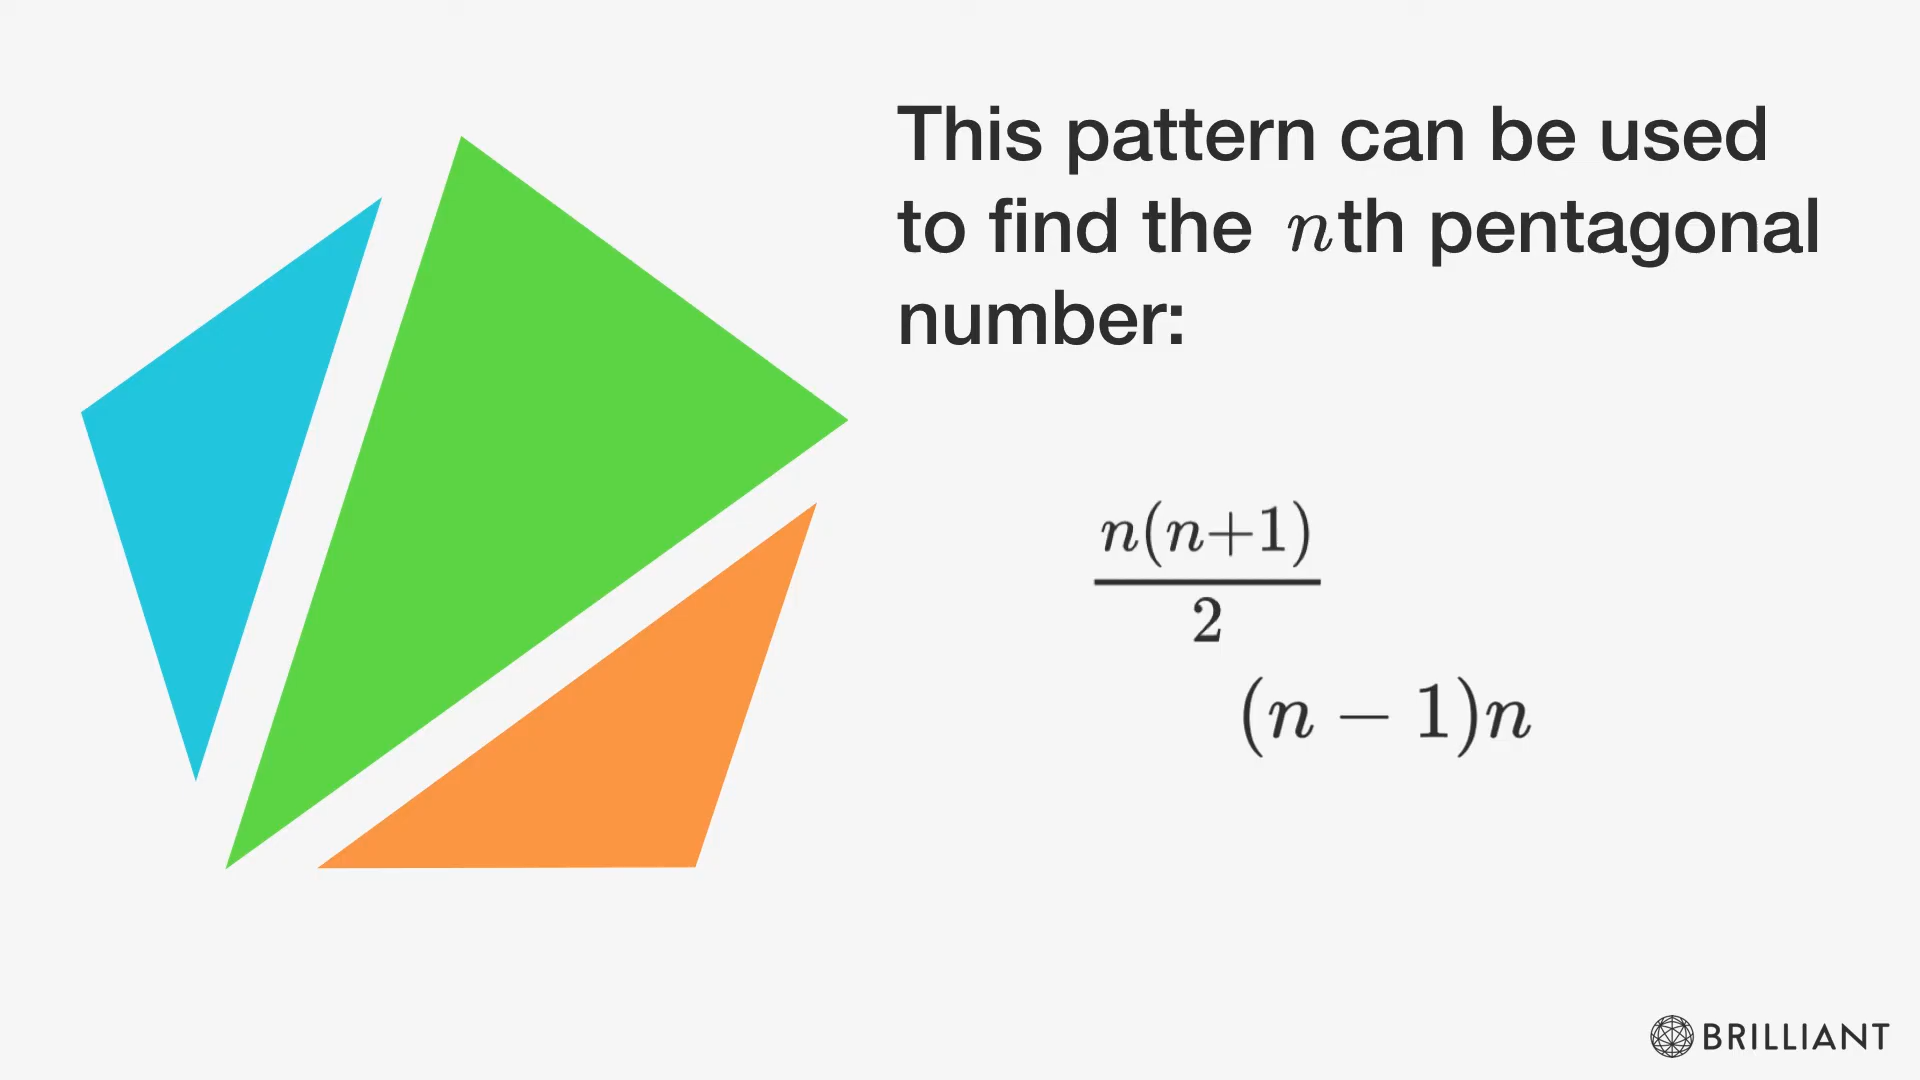 This pattern can be used
to find the nth pentagonal
number:
n(n+1)
2
(n − 1)n
BRILLIANT